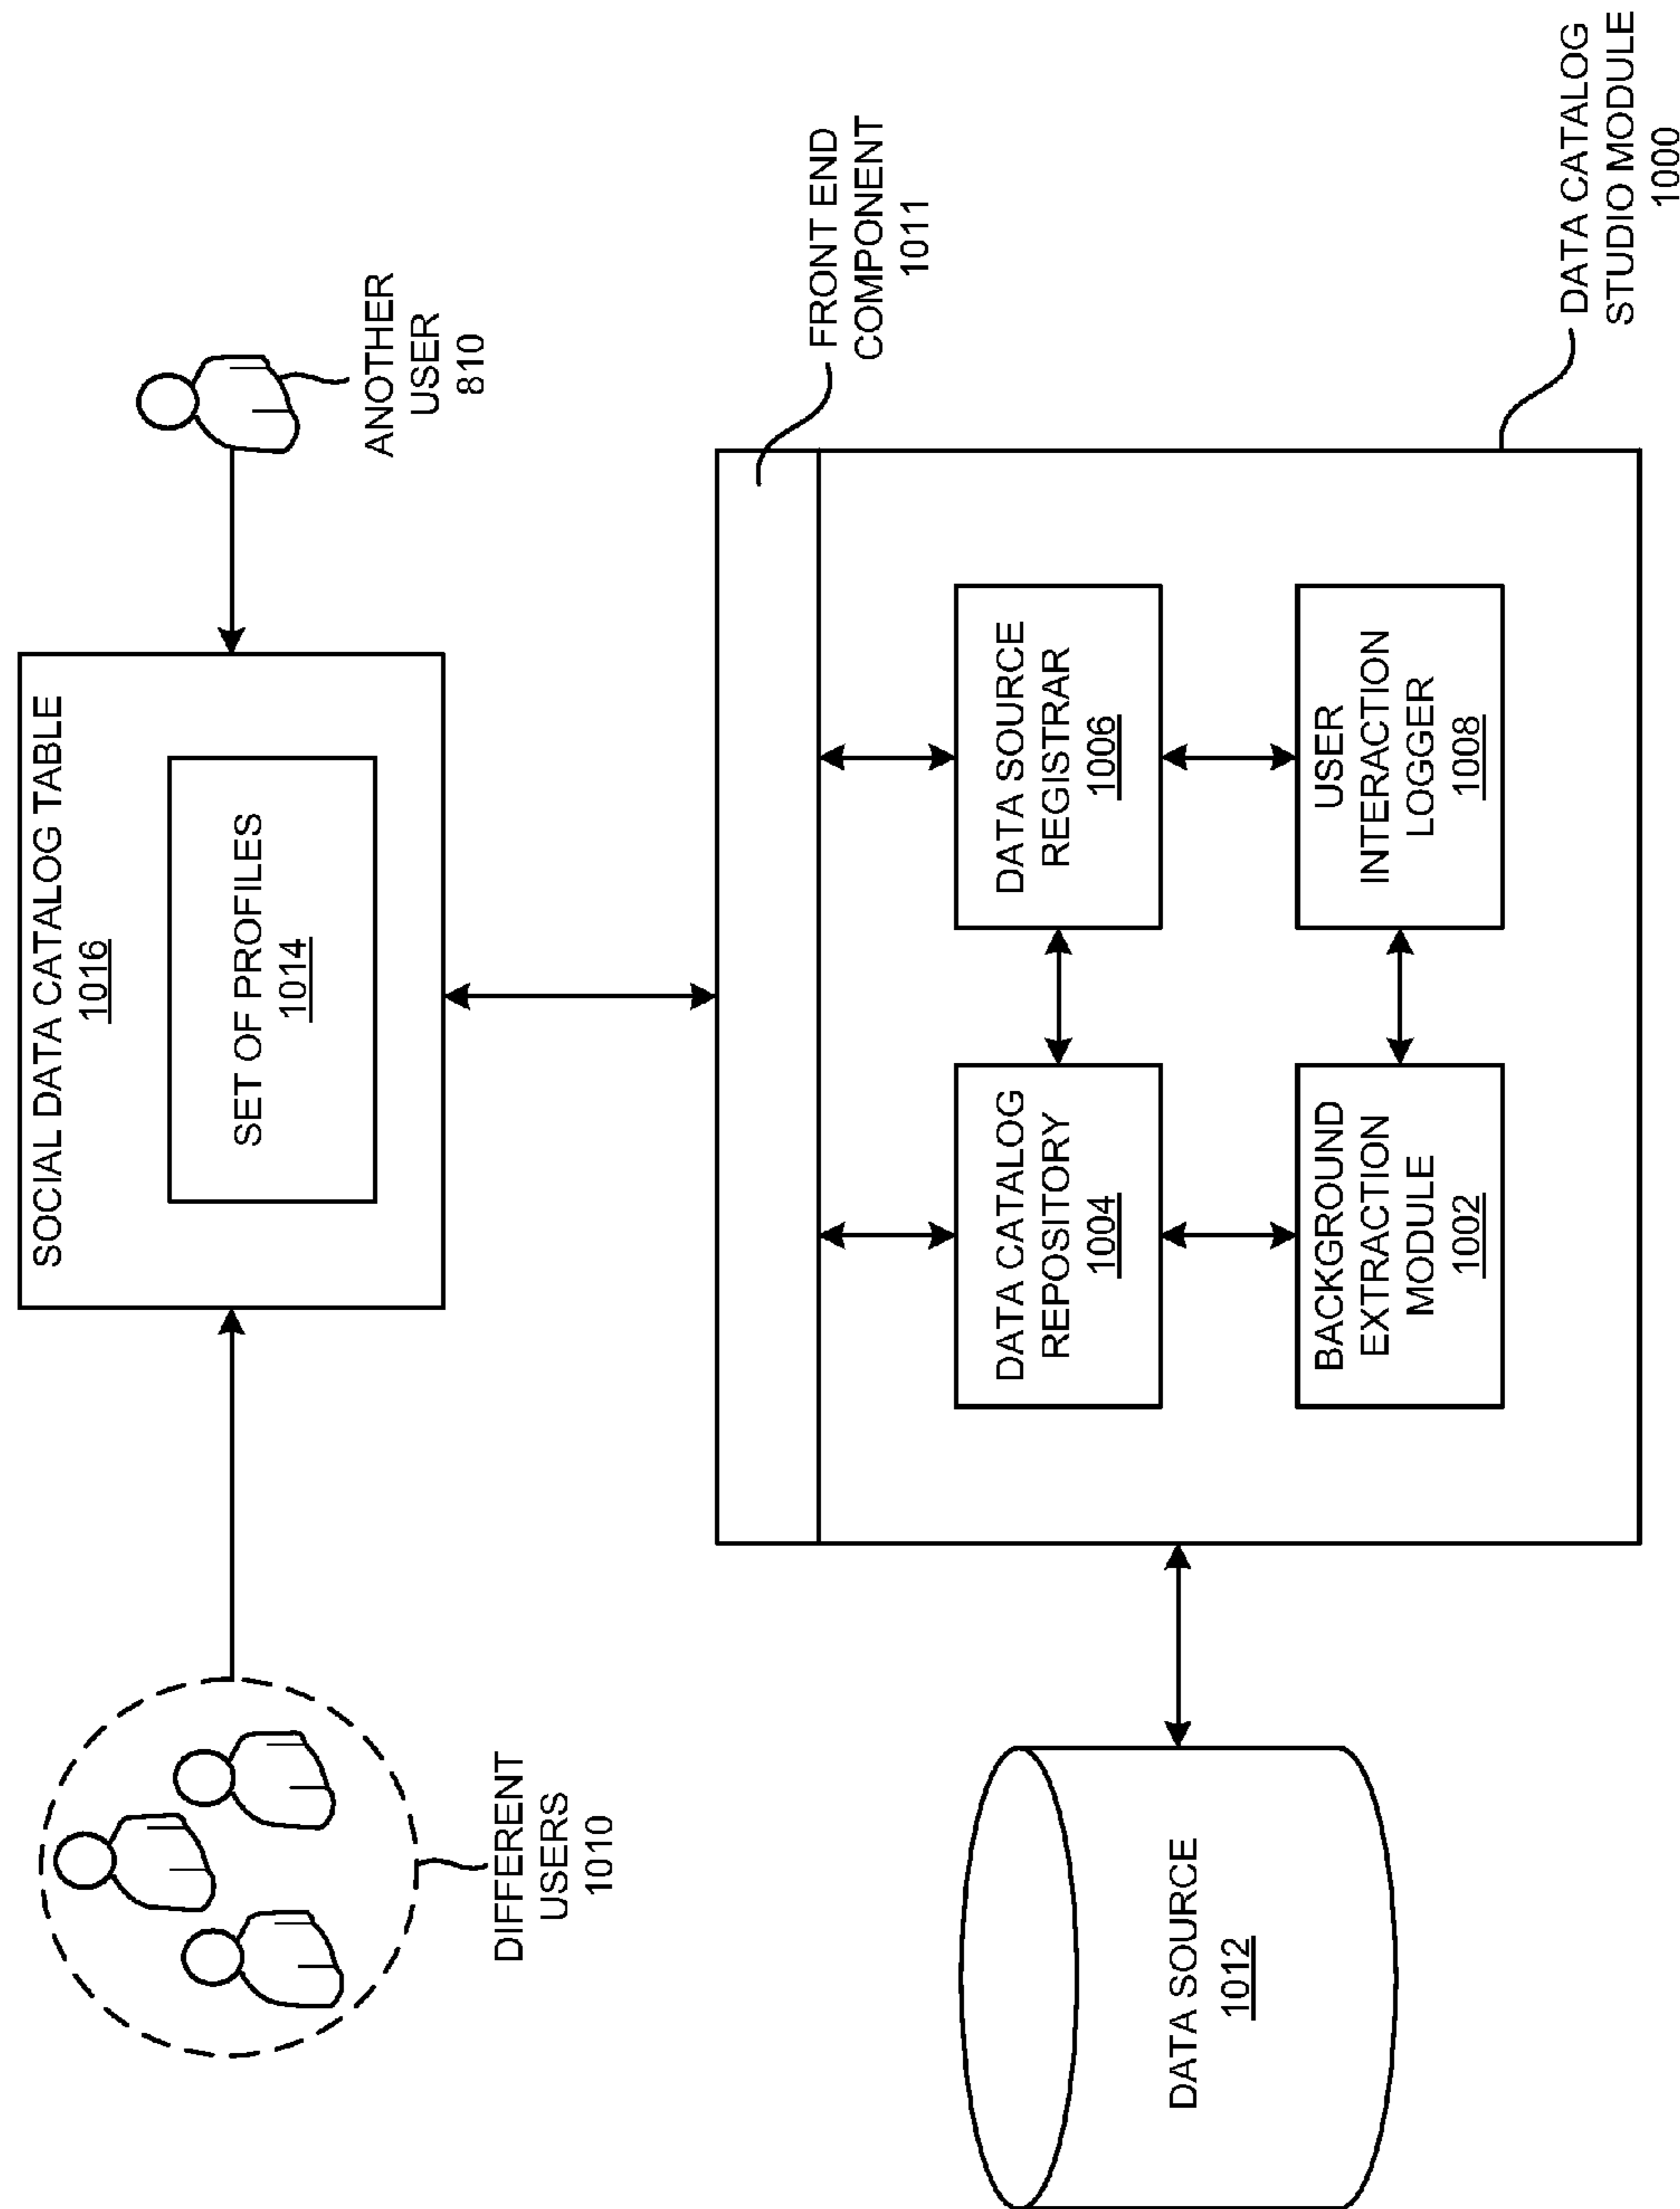 SOCIAL DATA CATALOG TABLE
1016
SET OF PROFILES
1014
DIFFERENT
USERS
1010
ANOTHER
USER
810
FRONT END
COMPONENT
1011
DATA CATALOG
REPOSITORY
1004
DATA SOURCE
REGISTRAR
1006
BACKGROUND
EXTRACTION
MODULE
1002
USER
INTERACTION
LOGGER
1008
DATA SOURCE
1012
DATA CATALOG
STUDIO MODULE
1000